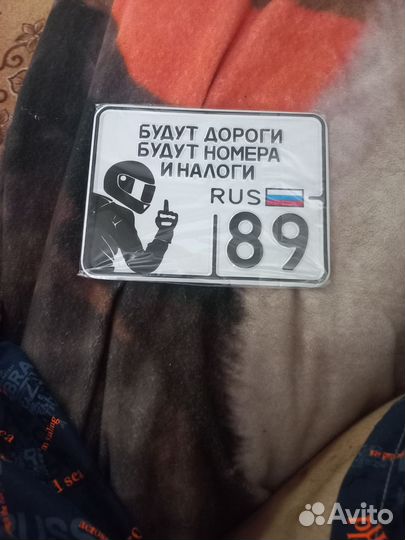 БУДУТ ДОРОГИ
БУДУТ НОМЕРА
И НАЛОГИ
RUS
89
Avito